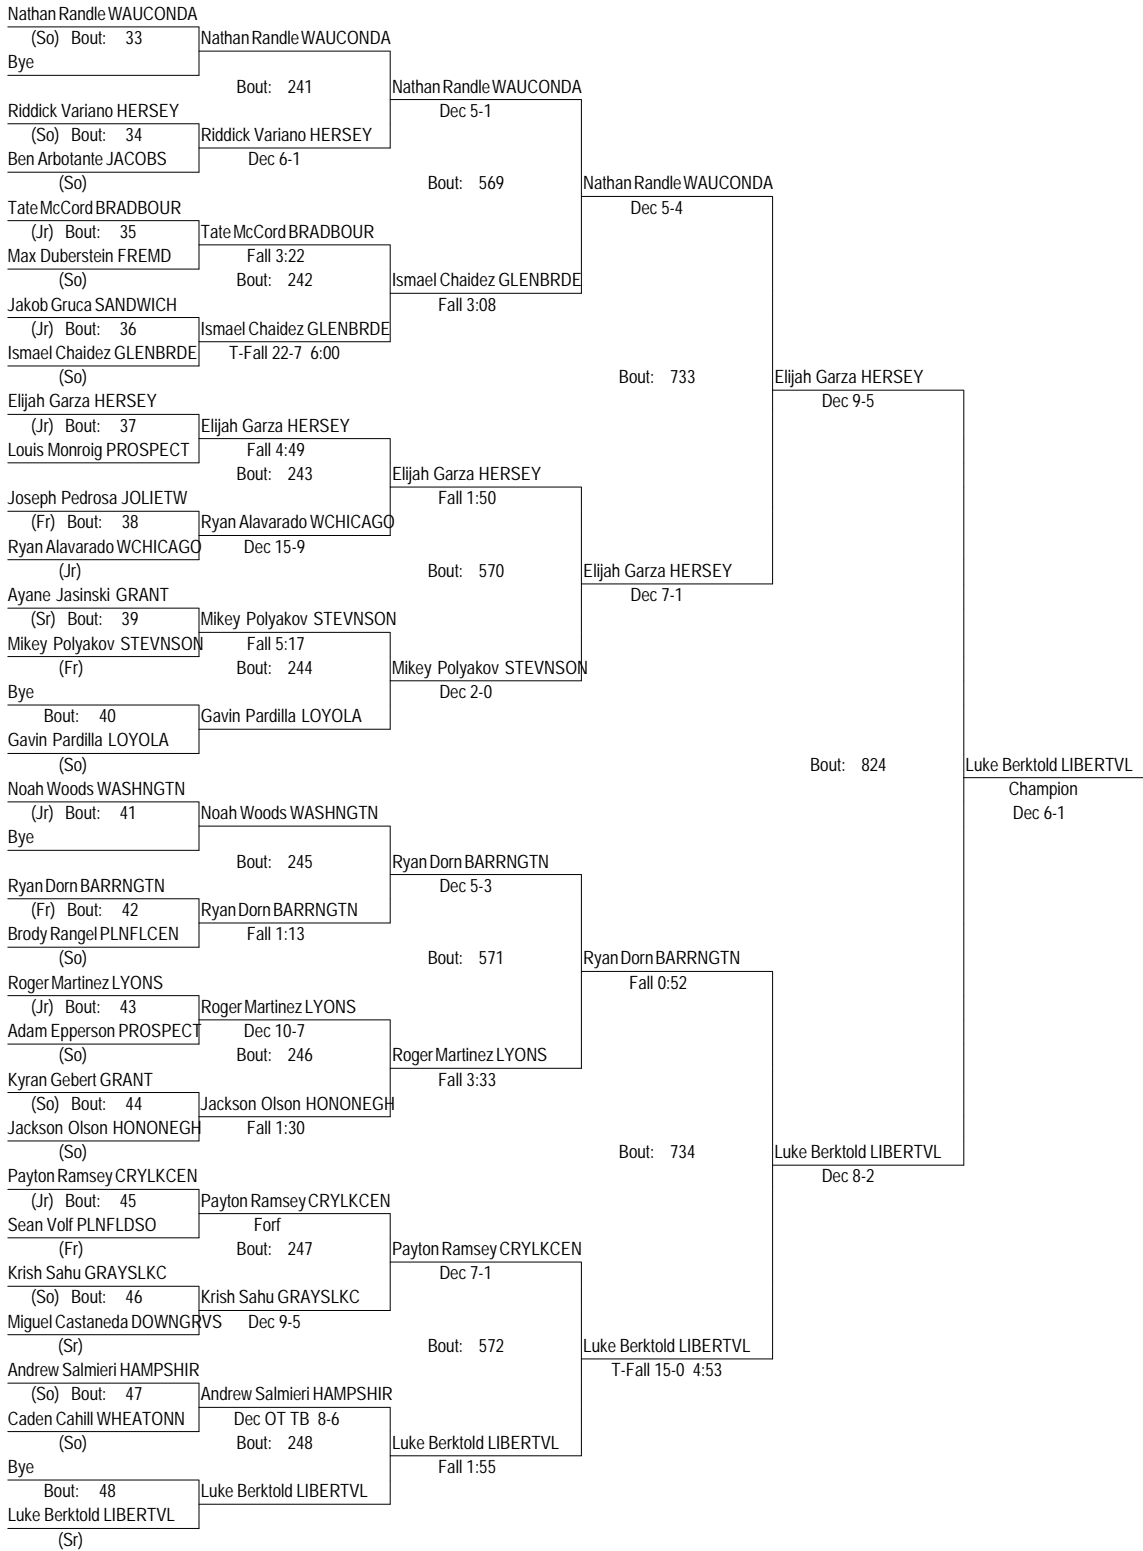 Nathan Randle WAUCONDA
(So) Bout: 33 Nathan Randle WAUCONDA
Bye
Bout: 241 Nathan Randle WAUCONDA
Riddick Variano HERSEY Dec 5-1
(So) Bout: 34 Riddick Variano HERSEY
Ben Arbotante JACOBS Dec 6-1
(So) Bout: 569 Nathan Randle WAUCONDA
Tate McCord BRADBOUR Dec 5-4
(Jr) Bout: 35 Tate McCord BRADBOUR
Max Duberstein FREMD Fall 3:22
(So) Bout: 242 Ismael Chaidez GLENBRDE
Jakob Gruca SANDWICH Fall 3:08
(Jr) Bout: 36 Ismael Chaidez GLENBRDE
Ismael Chaidez GLENBRDE T-Fall 22-7 6:00
(So) Bout: 733 Elijah Garza HERSEY
Elijah Garza HERSEY Dec 9-5
(Jr) Bout: 37 Elijah Garza HERSEY
Louis Monroig PROSPECT Fall 4:49
Bout: 243 Elijah Garza HERSEY
Joseph Pedrosa JOLIETW Fall 1:50
(Fr) Bout: 38 Ryan Alavarado WCHICAGO
Ryan Alavarado WCHICAGO Dec 15-9
(Jr) Bout: 570 Elijah Garza HERSEY
Ayane Jasinski GRANT Dec 7-1
(Sr) Bout: 39 Mikey Polyakov STEVNSON
Mikey Polyakov STEVNSON Fall 5:17
(Fr) Bout: 244 Mikey Polyakov STEVNSON
Bye Dec 2-0
Bout: 40 Gavin Pardilla LOYOLA
Gavin Pardilla LOYOLA
(So) Bout: 824 Luke Berktold LIBERTVL
Noah Woods WASHNGTN Champion
(Jr) Bout: 41 Noah Woods WASHNGTN Dec 6-1
Bye
Bout: 245 Ryan Dorn BARRNGTN
Ryan Dorn BARRNGTN Dec 5-3
(Fr) Bout: 42 Ryan Dorn BARRNGTN
Brody Rangel PLNFLCEN Fall 1:13
(So) Bout: 571 Ryan Dorn BARRNGTN
Roger Martinez LYONS Fall 0:52
(Jr) Bout: 43 Roger Martinez LYONS
Adam Epperson PROSPECT Dec 10-7
(So) Bout: 246 Roger Martinez LYONS
Kyran Gebert GRANT Fall 3:33
(So) Bout: 44 Jackson Olson HONONEGH
Jackson Olson HONONEGH Fall 1:30
(So) Bout: 734 Luke Berktold LIBERTVL
Payton Ramsey CRYLKCEN Dec 8-2
(Jr) Bout: 45 Payton Ramsey CRYLKCEN
Sean Volf PLNFLDSO Forf
(Fr) Bout: 247 Payton Ramsey CRYLKCEN
Krish Sahu GRAYSLKC Dec 7-1
(So) Bout: 46 Krish Sahu GRAYSLKC
Miguel Castaneda DOWNGRVS Dec 9-5
(Sr) Bout: 572 Luke Berktold LIBERTVL
Andrew Salmieri HAMPSHIR T-Fall 15-0 4:53
(So) Bout: 47 Andrew Salmieri HAMPSHIR
Caden Cahill WHEATONN Dec OT TB 8-6
(So) Bout: 248 Luke Berktold LIBERTVL
Bye Fall 1:55
Bout: 48 Luke Berktold LIBERTVL
Luke Berktold LIBERTVL
(Sr)